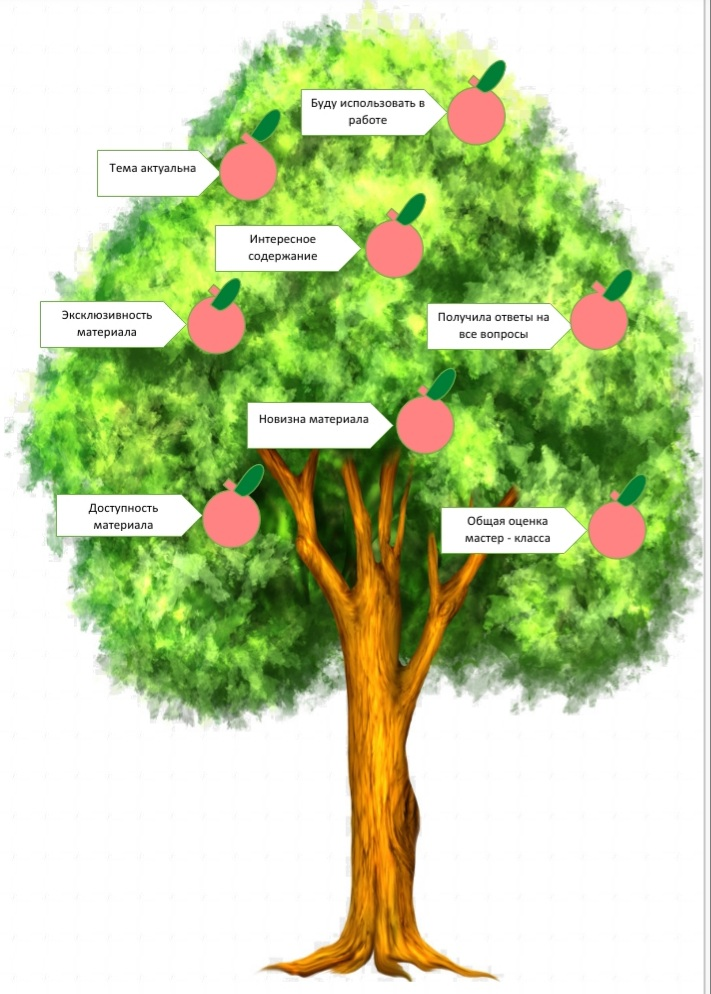 Буду использовать в
работе
Тема актуальна
Интересное
содержание
Эксклюзивность
материала
Получила ответы на
все вопросы
Новизна материала
Доступность
материала
Общая оценка
мастер - класса